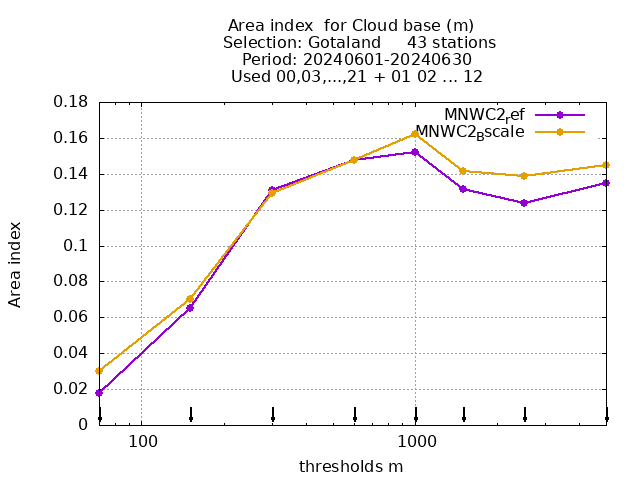 Area index  for Cloud base (m)
Selection: Gotaland     43 stations
Period: 20240601-20240630
Used 00,03,...,21 + 01 02 ... 12
MNWC2ref
MNWC2Bscale
0.18
0.16
0.14
0.12
0.1
0.08
0.06
0.04
0.02
0
Area index
100
1000
thresholds m